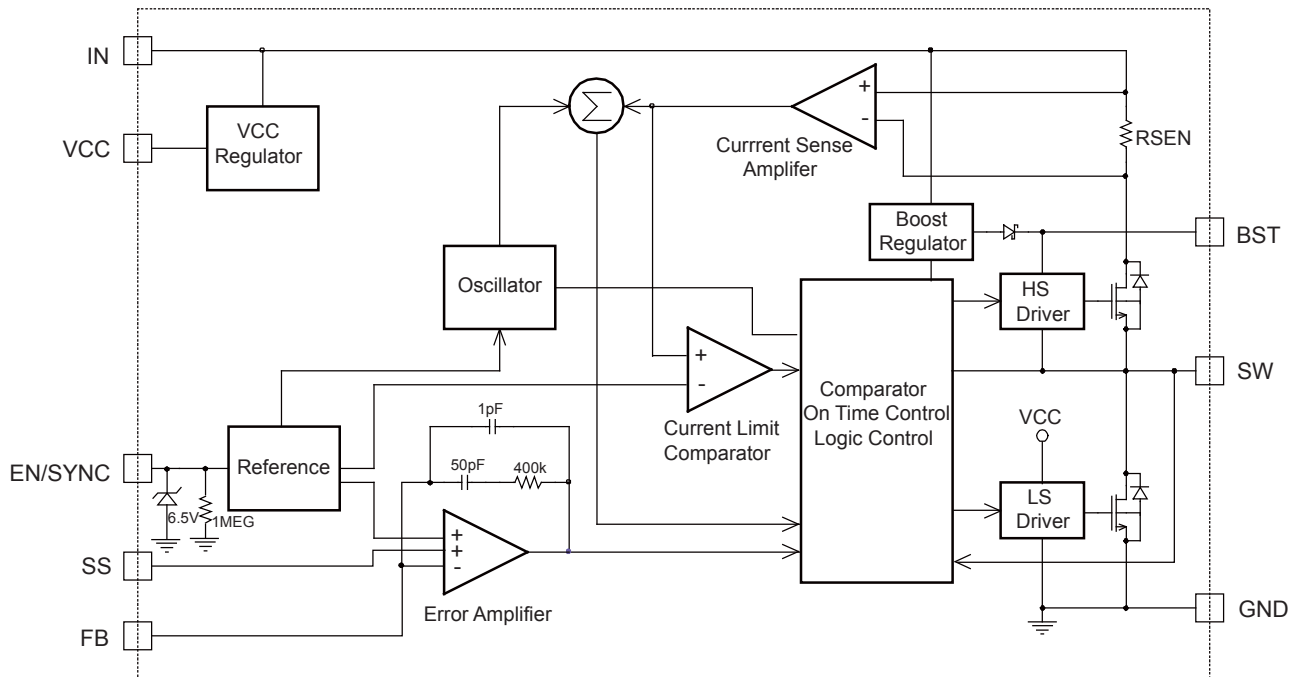 IN
VCC
VCC
Regulator
Σ
+
-
Currrent Sense
Amplifer
RSEN
Boost
Regulator
BST
Oscillator
HS
Driver
+
-
Current Limit
Comparator
Comparator
On Time Control
Logic Control
SW
VCC
EN/SYNC
Reference
6.5V
1MEG
1pF
50pF
400k
LS
Driver
SS
+
+
-
Error Amplifier
FB
GND